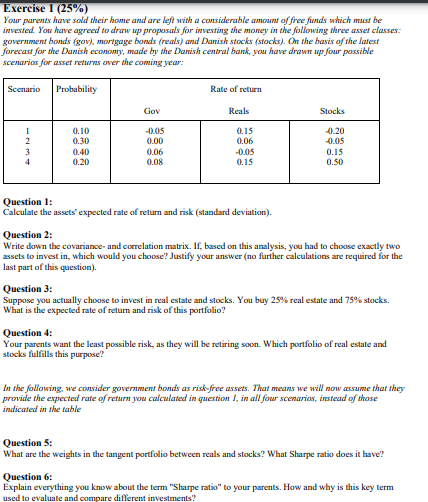 Exercise 1 (25%)
Your parents have sold their home and are left with a considerable amount of free funds which must be
invested. You have agreed to draw up proposals for investing the money in the following three asset classes:
government bonds (gov), mortgage bonds (reals) and Danish stocks (stocks). On the basis of the latest
forecast for the Danish economy, made by the Danish central bank, you have drawn up four possible
scenarios for asset returns over the coming year:
Scenario Probability Rate of return
Gov Reals Stocks
1 0.10 -0.05 0.15 -0.20
2 0.30 0.00 0.06 -0.05
3 0.40 0.06 -0.05 0.15
4 0.20 0.08 0.15 0.50
Question 1:
Calculate the assets' expected rate of return and risk (standard deviation).
Question 2:
Write down the covariance- and correlation matrix. If, based on this analysis, you had to choose exactly two
assets to invest in, which would you choose? Justify your answer (no further calculations are required for the
last part of this question).
Question 3:
Suppose you actually choose to invest in real estate and stocks. You buy 25% real estate and 75% stocks.
What is the expected rate of return and risk of this portfolio?
Question 4:
Your parents want the least possible risk, as they will be retiring soon. Which portfolio of real estate and
stocks fulfills this purpose?
In the following, we consider government bonds as risk-free assets. That means we will now assume that they
provide the expected rate of return you calculated in question 1, in all four scenarios, instead of those
indicated in the table
Question 5:
What are the weights in the tangent portfolio between reals and stocks? What Sharpe ratio does it have?
Question 6:
Explain everything you know about the term "Sharpe ratio" to your parents. How and why is this key term
used to evaluate and compare different investments?